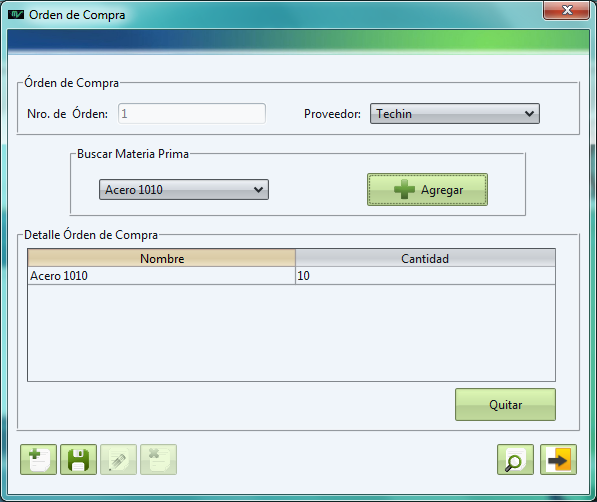 Orden de Compra
Órden de Compra
Nro. de Órden: 1 Proveedor: Techin
Buscar Materia Prima
Acero 1010 Agregar
Detalle Órden de Compra
Nombre Cantidad
Acero 1010 10
Quitar